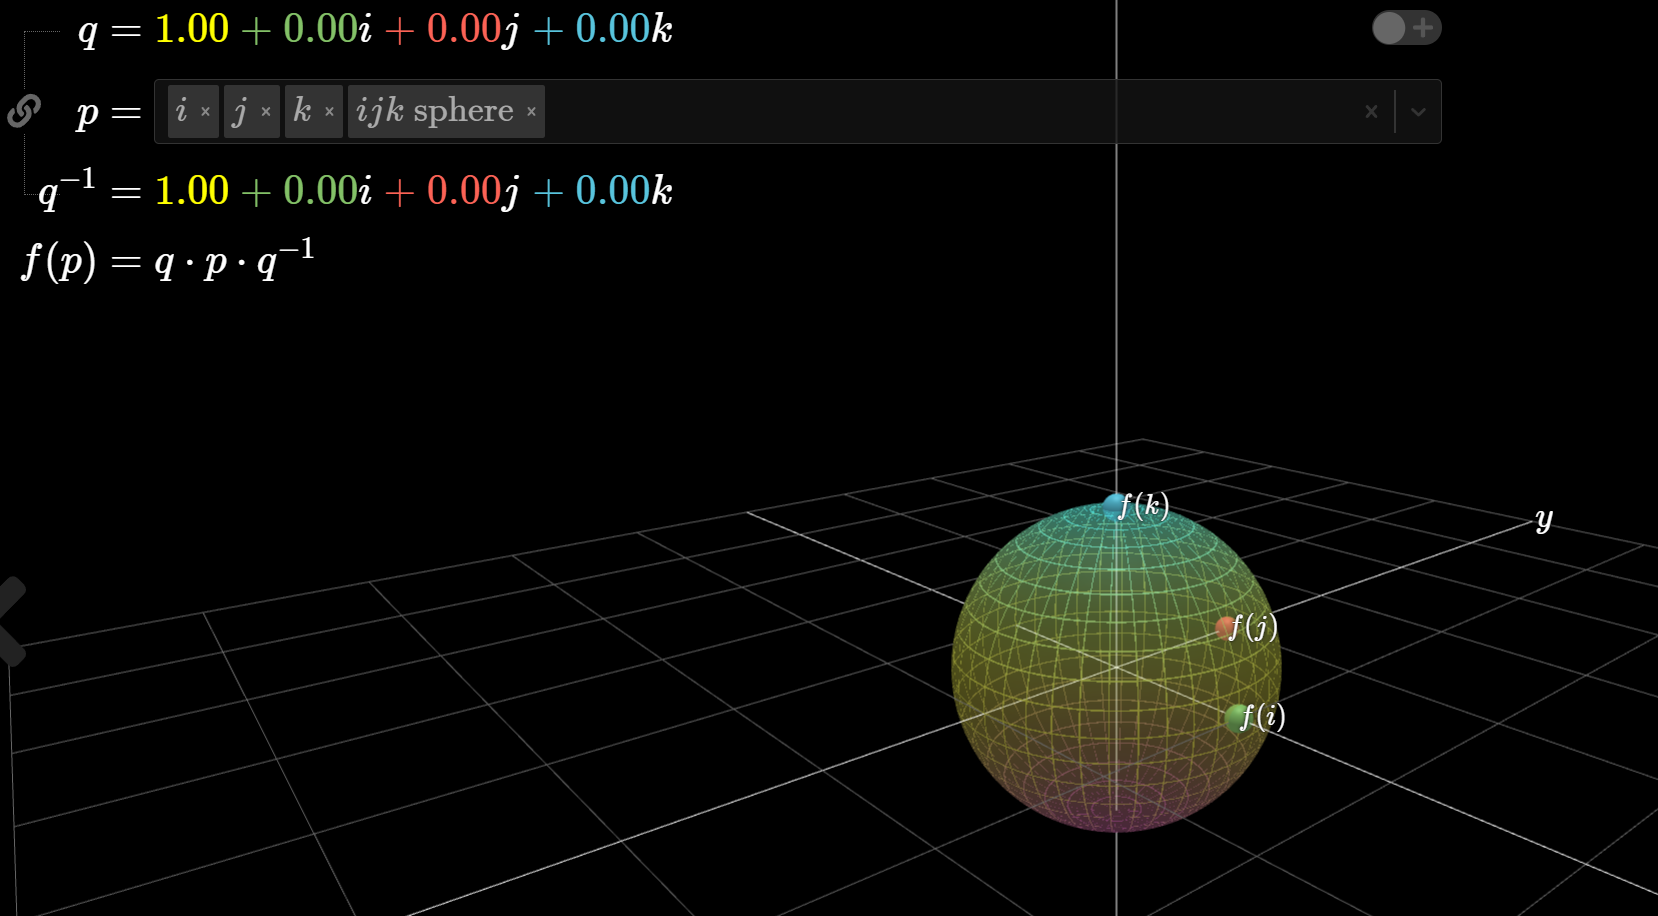 q = 1.00 + 0.00i + 0.00j + 0.00k
p = i × j × k × ijk sphere ×
q⁻¹ = 1.00 + 0.00i + 0.00j + 0.00k
f(p) = q · p · q⁻¹
f(k)
y
f(j)
f(i)